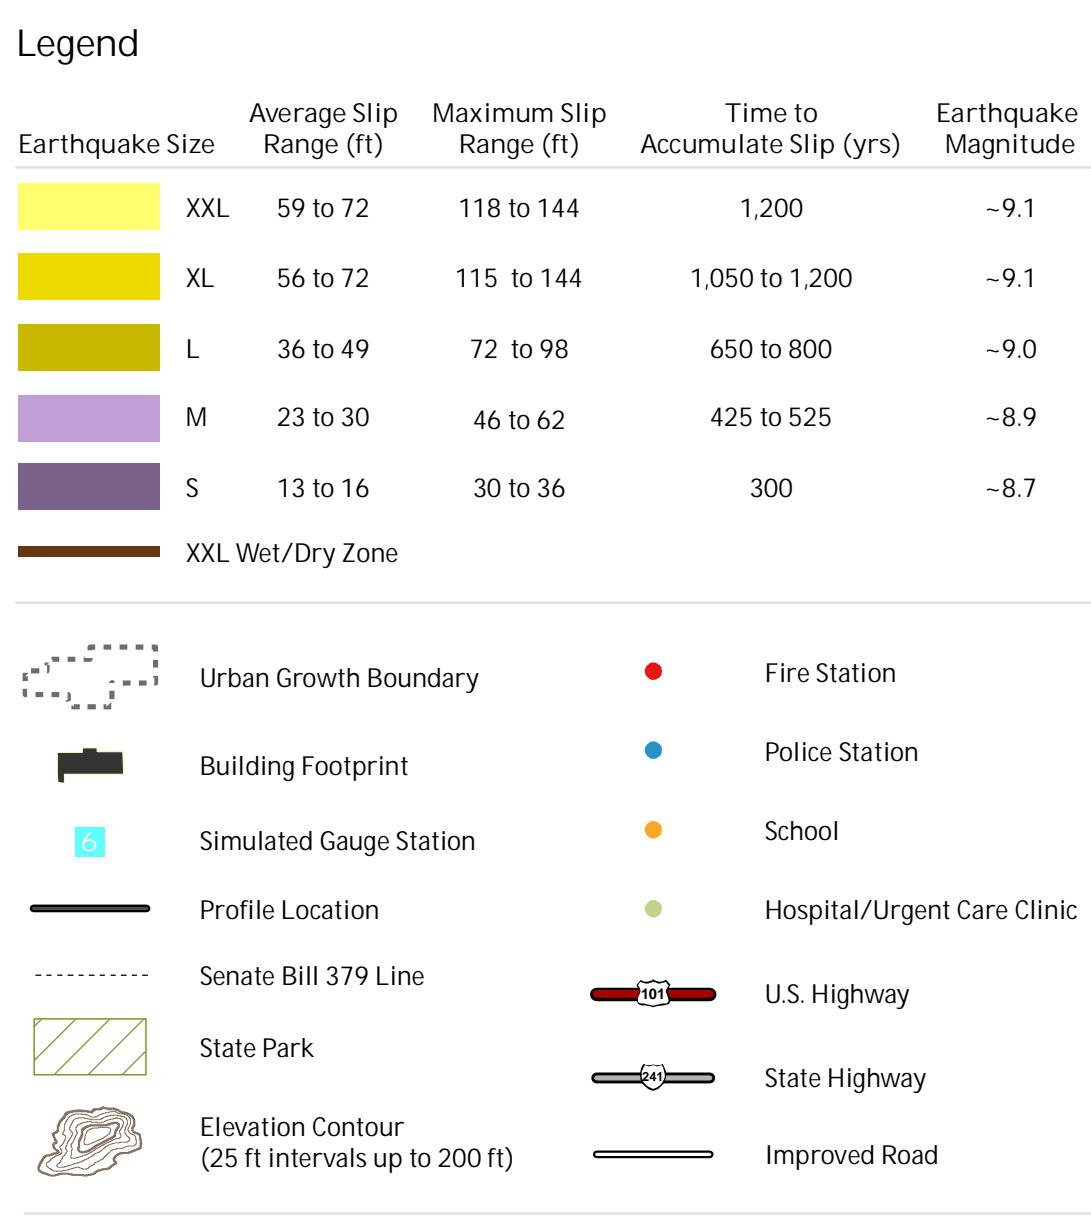 Legend
Earthquake Size
Average Slip
Range (ft)
Maximum Slip
Range (ft)
Time to
Accumulate Slip (yrs)
Earthquake
Magnitude
XXL 59 to 72 118 to 144 1,200 ~9.1
XL 56 to 72 115 to 144 1,050 to 1,200 ~9.1
L 36 to 49 72 to 98 650 to 800 ~9.0
M 23 to 30 46 to 62 425 to 525 ~8.9
S 13 to 16 30 to 36 300 ~8.7
XXL Wet/Dry Zone
Urban Growth Boundary
Building Footprint
6 Simulated Gauge Station
Profile Location
Senate Bill 379 Line
State Park
Elevation Contour
(25 ft intervals up to 200 ft)
Fire Station
Police Station
School
Hospital/Urgent Care Clinic
101 U.S. Highway
241 State Highway
Improved Road